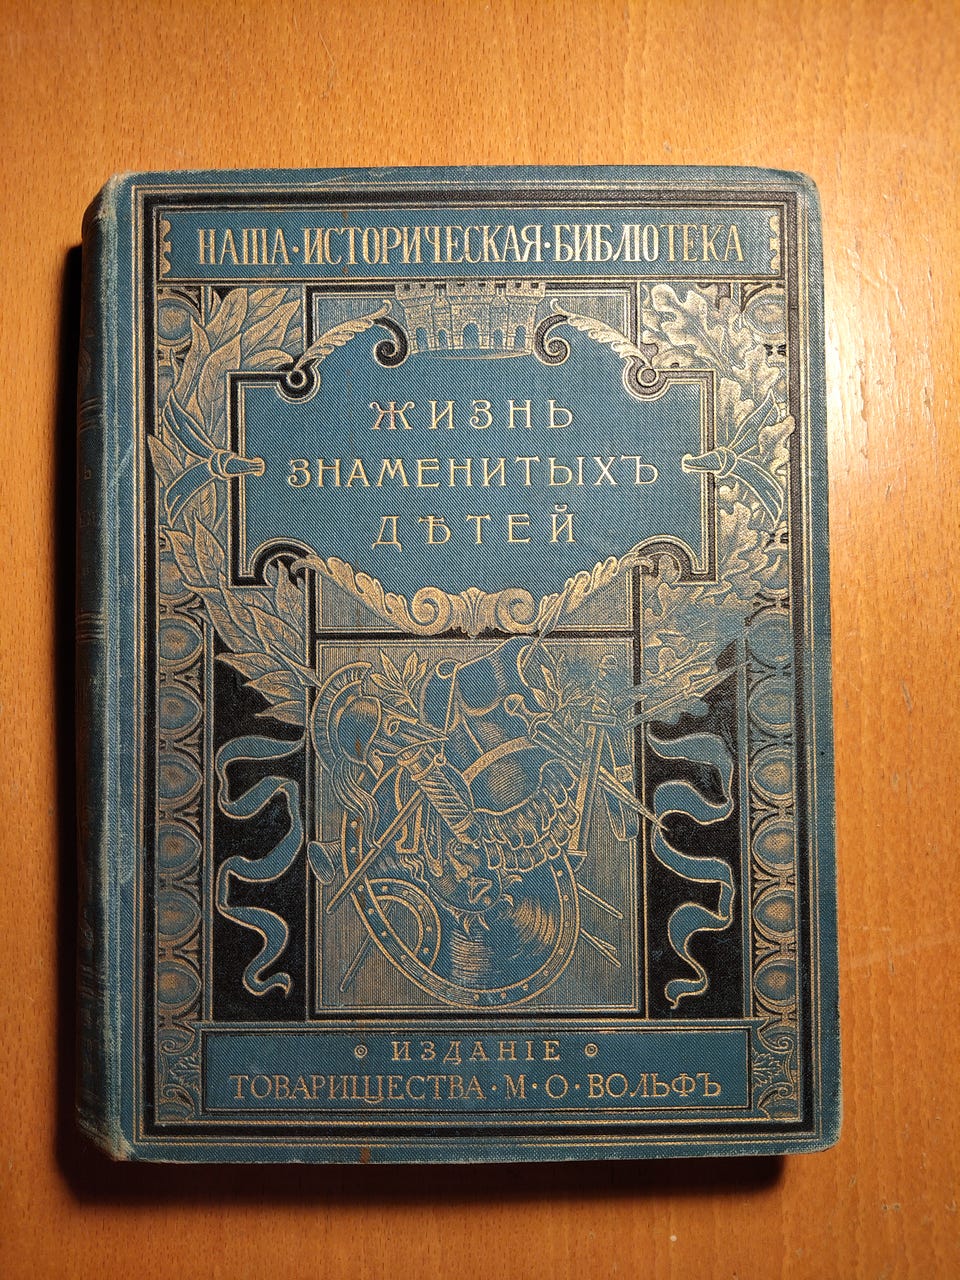 НАША · ИСТОРИЧЕСКАЯ · БИБЛІОТЕКА
ЖИЗНЬ
ЗНАМЕНИТЫХЪ
ДѢТЕЙ
ИЗДАНІЕ
ТОВАРИЩЕСТВА · М · О · ВОЛЬФЪ